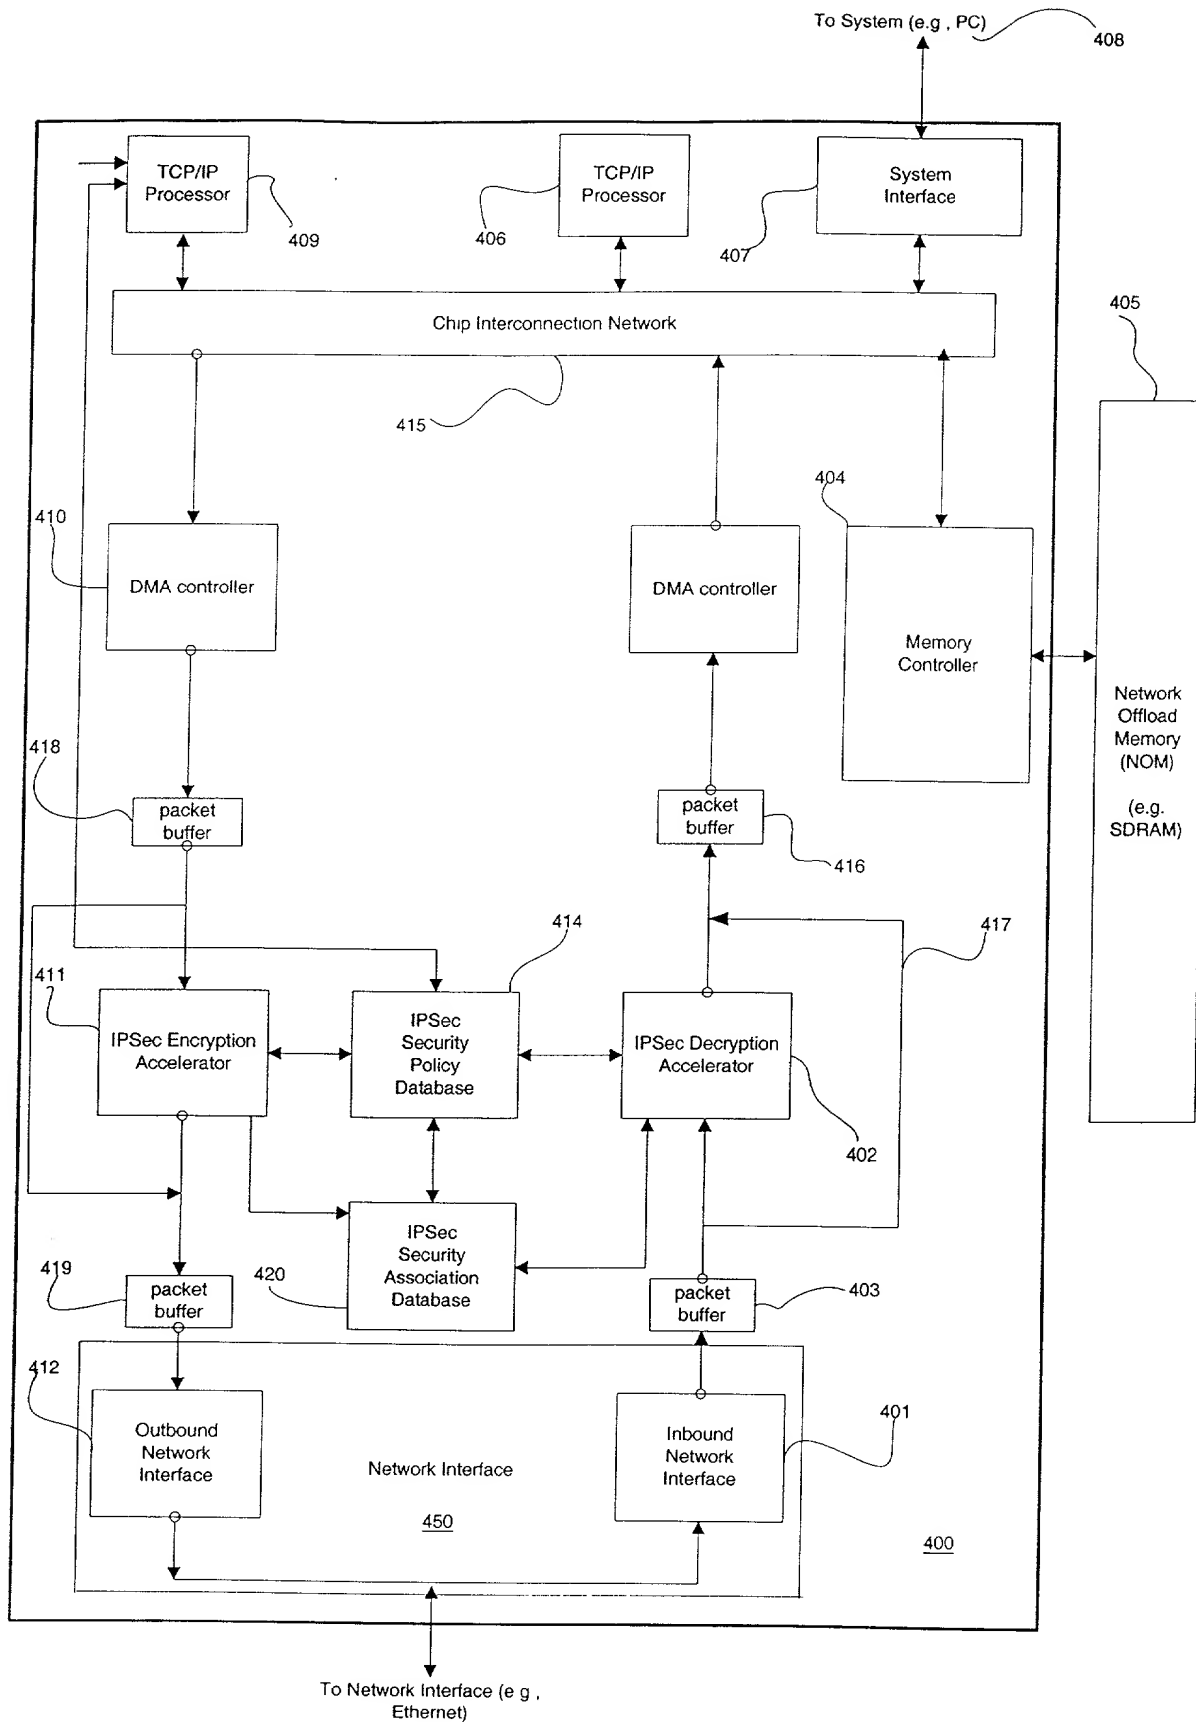 To System (e.g , PC)
408
TCP/IP
Processor
409
TCP/IP
Processor
406
System
Interface
407
Chip Interconnection Network
415
405
410
DMA controller
DMA controller
404
Memory
Controller
Network
Offload
Memory
(NOM)
(e.g.
SDRAM)
418
packet
buffer
packet
buffer
416
414
417
411
IPSec Encryption
Accelerator
IPSec
Security
Policy
Database
IPSec Decryption
Accelerator
402
IPSec
Security
Association
Database
420
419
packet
buffer
packet
buffer
403
412
Outbound
Network
Interface
Network Interface
450
Inbound
Network
Interface
401
400
To Network Interface (e g ,
Ethernet)